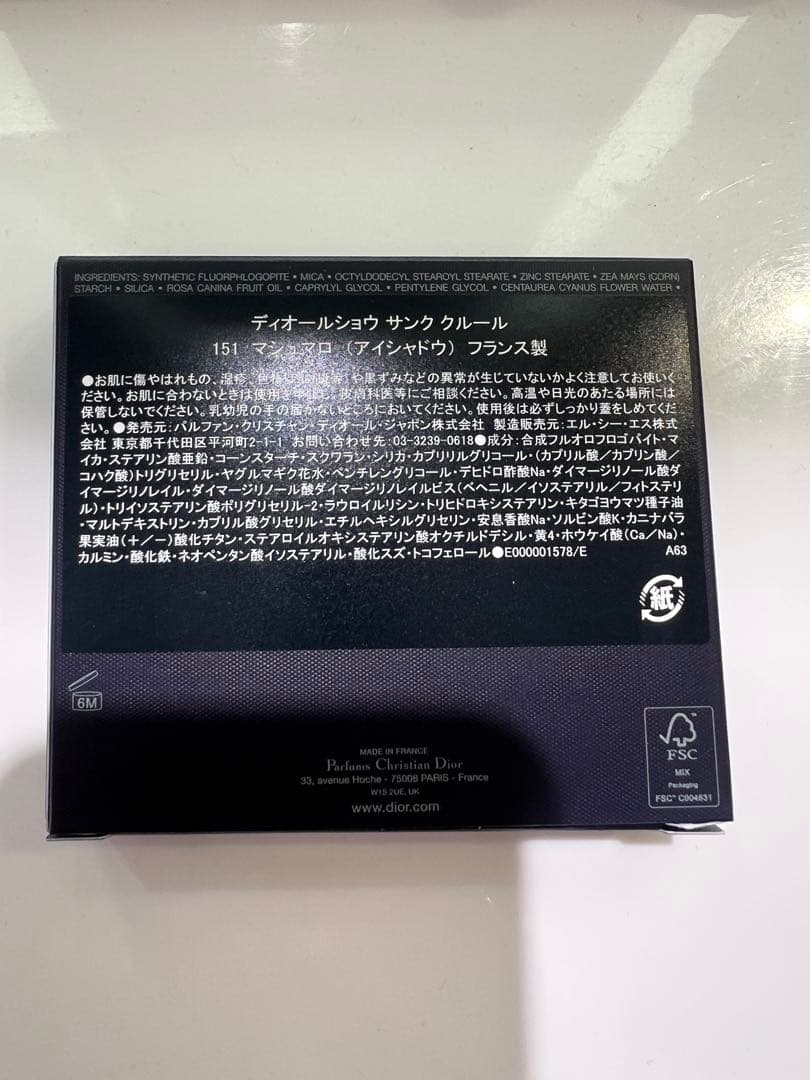 INGREDIENTS: SYNTHETIC FLUORPHLOGOPITE • MICA • OCTYLDODECYL STEAROYL STEARATE • ZINC STEARATE • ZEA MAYS (CORN)
STARCH • SILICA • ROSA CANINA FRUIT OIL • CAPRYLYL GLYCOL • PENTYLENE GLYCOL • CENTAUREA CYANUS FLOWER WATER •
ディオールショウ サンク クルール
151 マシュマロ (アイシャドウ) フランス製
●お肌に傷やはれもの、湿疹、や黒ずみなどの異常が生じていないかよく注意してお使いく
ださい。お肌に合わないときは使用を中止し、皮膚科医等にご相談ください。高温や日光のあたる場所には
保管しないでください。乳幼児の手の届かないところにおいてください。使用後は必ずしっかり蓋をしめてくだ
さい。●発売元:パルファン・クリスチャン・ディオール・ジャポン株式会社 製造販売元:エル・シー・エス株式
会社 東京都千代田区平河町2-1-1 お問い合わせ先:03-3239-0618●成分:合成フルオロフロゴパイト・マ
イカ・ステアリン酸亜鉛・コーンスターチ・スクワラン・シリカ・カプリルグリコール・(カプリル酸/カプリン酸/
コハク酸)トリグリセリル・ヤグルマギク花水・ペンチレングリコール・デヒドロ酢酸Na・ダイマージリノール酸ダ
イマージリノレイル・ダイマージリノール酸ダイマージリノレイルビス(ベヘニル/イソステアリル/フィトステリ
ル)・トリイソステアリン酸ポリグリセリル-2・ラウロイルリシン・トリヒドロキシステアリン・キタゴヨウマツ種子油
・マルトデキストリン・カプリル酸グリセリル・エチルヘキシルグリセリン・安息香酸Na・ソルビン酸K・カニナバラ
果実油(+/-)酸化チタン・ステアロイルオキシステアリン酸オクチルドデシル・黄4・ホウケイ酸(Ca/Na)・
カルミン・酸化鉄・ネオペンタン酸イソステアリル・酸化スズ・トコフェロール●E000001578/E A63
紙
6M
MADE IN FRANCE
Parfums Christian Dior
33, avenue Hoche - 75008 PARIS - France
W1S 2UE, UK
www.dior.com
FSC
MIX
Packaging
FSC™ C004631